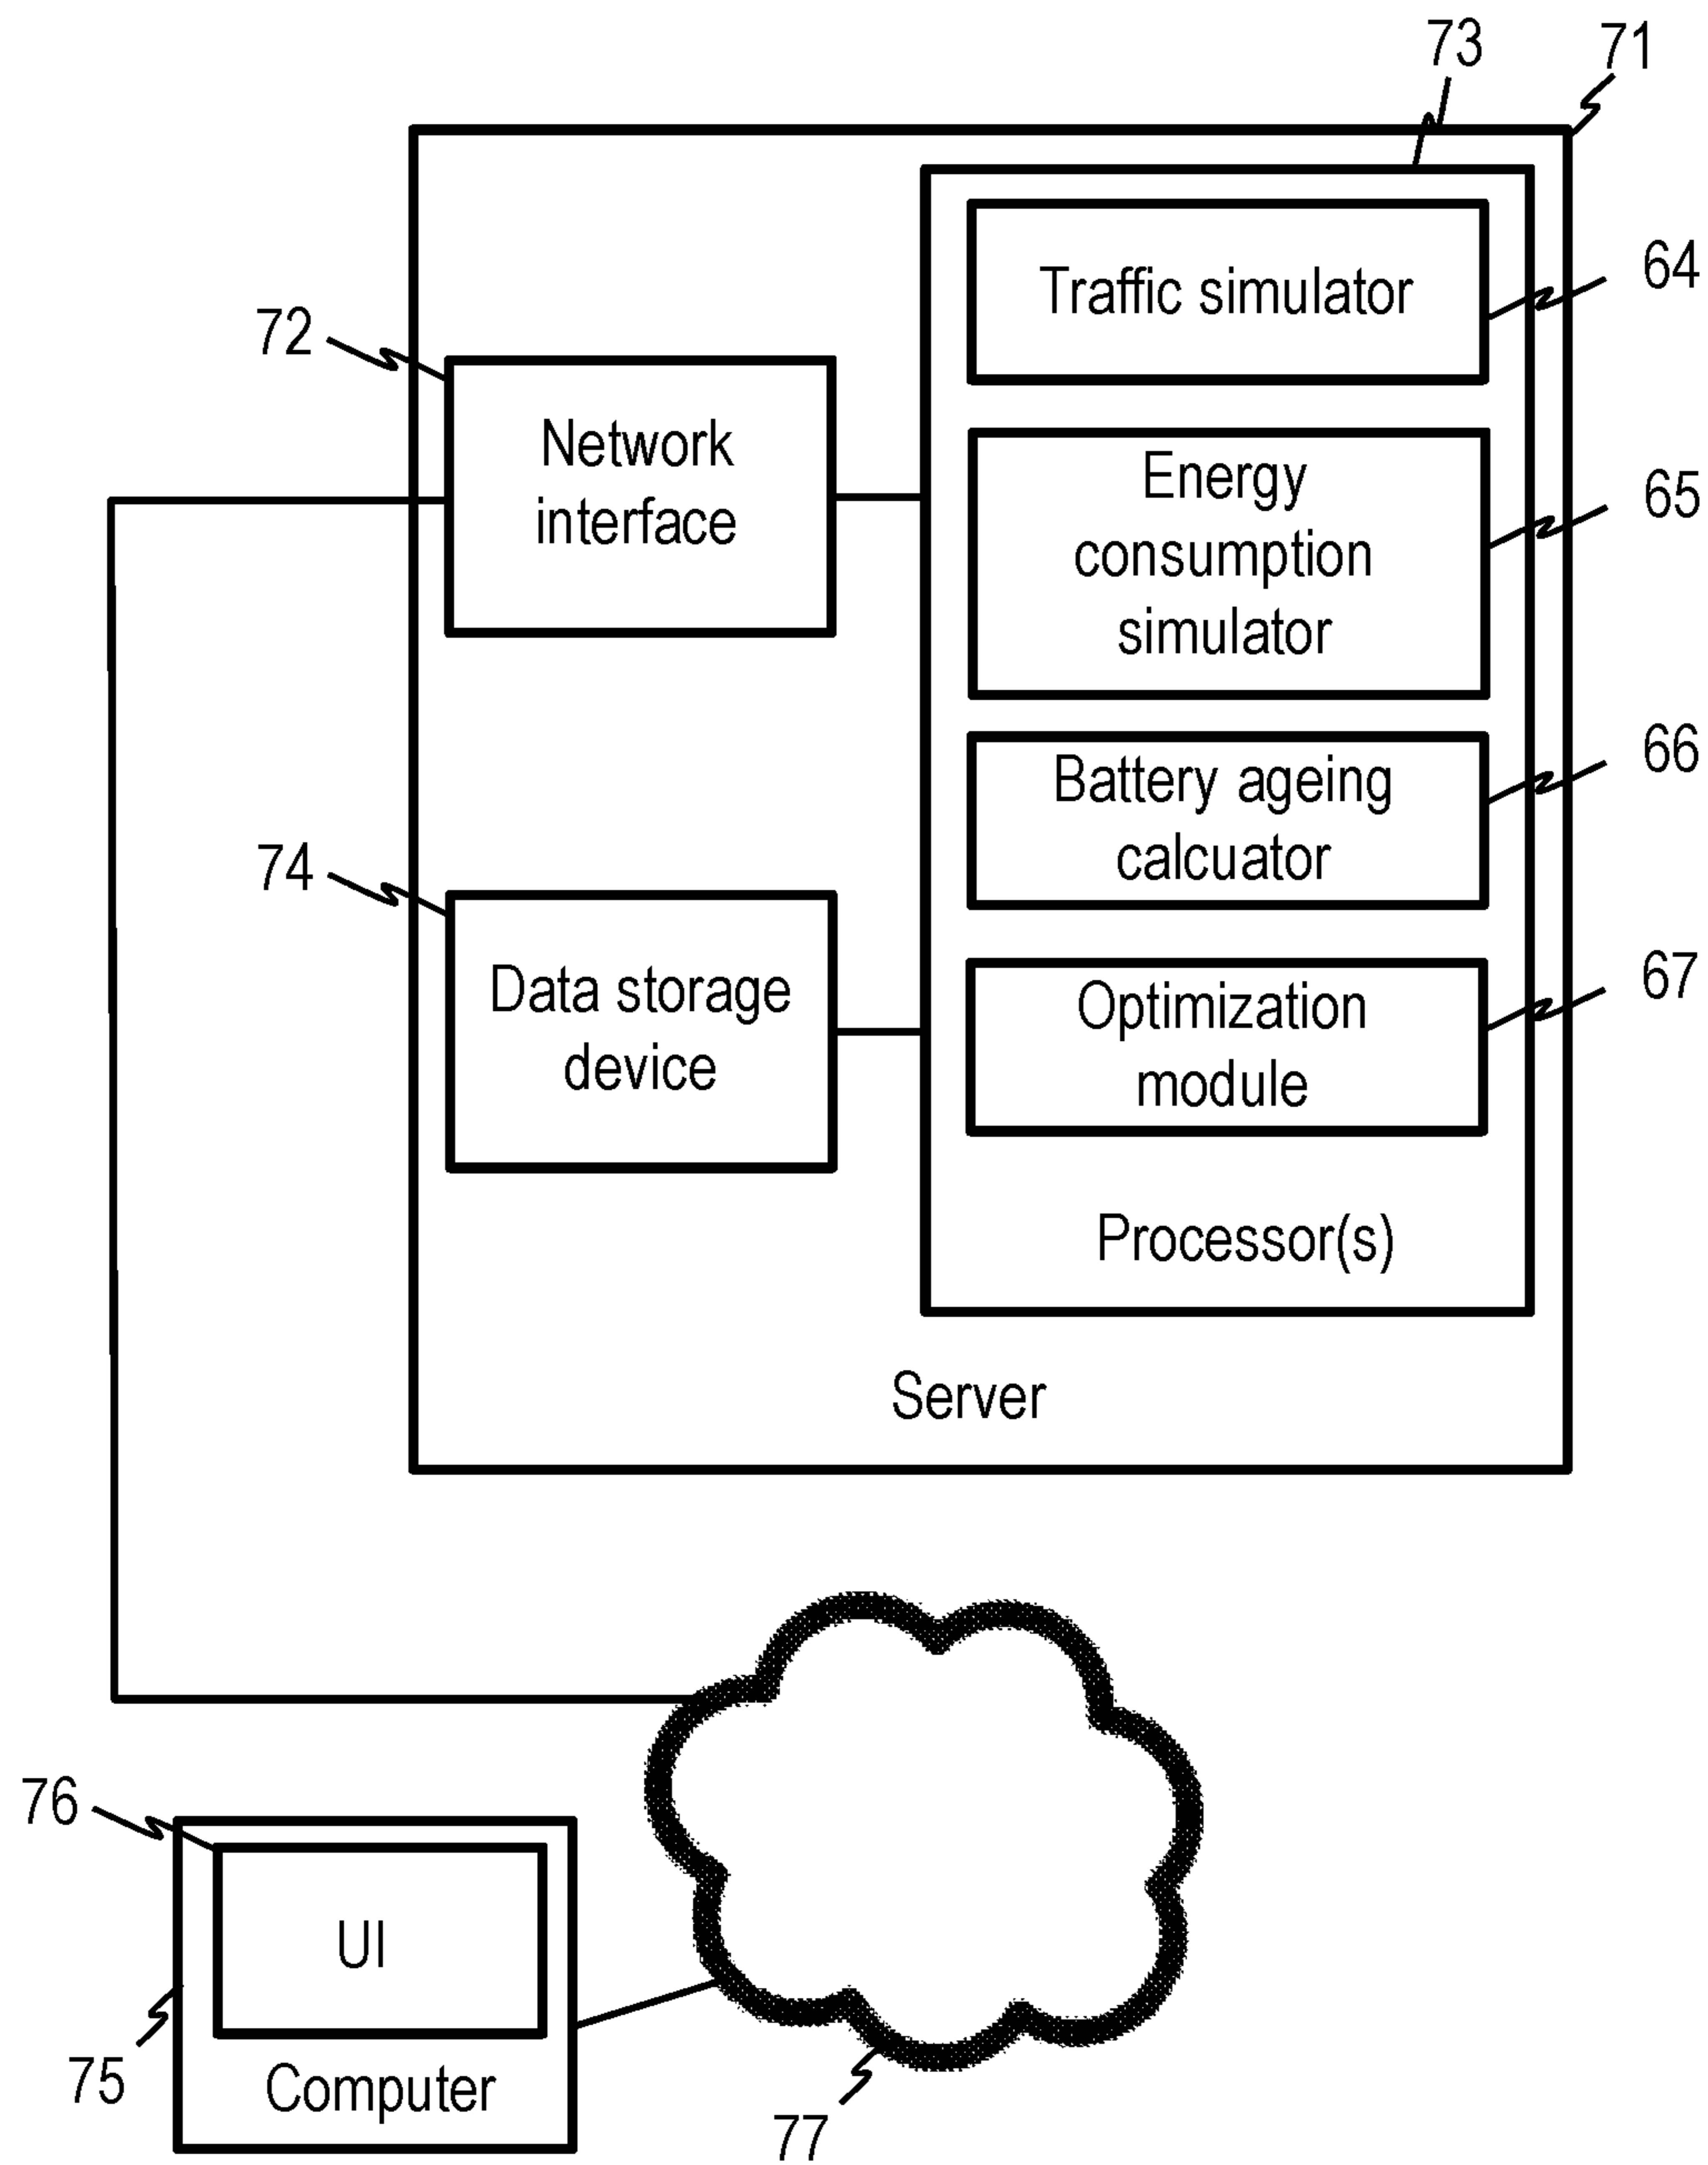 73
71
Traffic simulator
64
72
Network
interface
Energy
consumption
simulator
65
Battery ageing
calcuator
66
74
Data storage
device
Optimization
module
67
Processor(s)
Server
76
UI
75
Computer
77